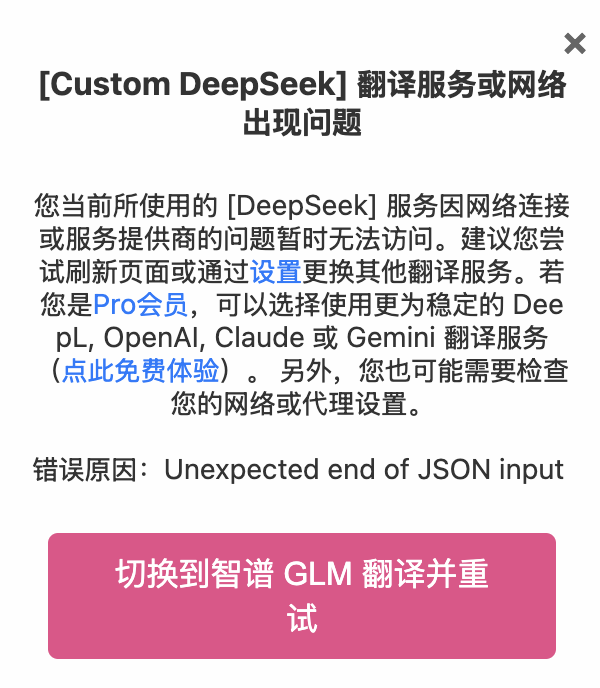 [Custom DeepSeek] 翻译服务或网络
出现问题
您当前所使用的 [DeepSeek] 服务因网络连接
或服务提供商的问题暂时无法访问。建议您尝
试刷新页面或通过设置更换其他翻译服务。若
您是Pro会员，可以选择使用更为稳定的 Dee
pL, OpenAI, Claude 或 Gemini 翻译服务
（点此免费体验）。 另外，您也可能需要检查
您的网络或代理设置。
错误原因：Unexpected end of JSON input
切换到智谱 GLM 翻译并重
试